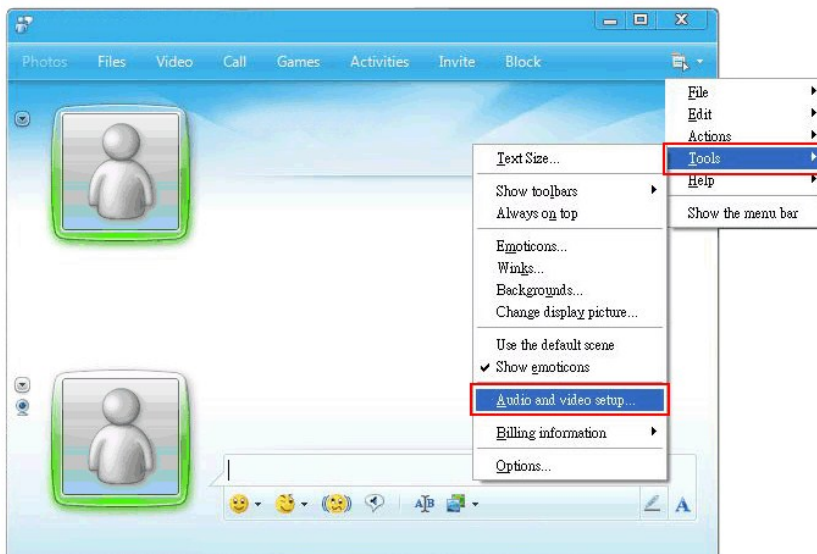 Photos Files Video Call Games Activities Invite Block
File
Edit
Actions
Tools
Help
Show the menu bar
Text Size...
Show toolbars
Always on top
Emoticons...
Winks...
Backgrounds...
Change display picture...
Use the default scene
Show emoticons
Audio and video setup...
Billing information
Options...